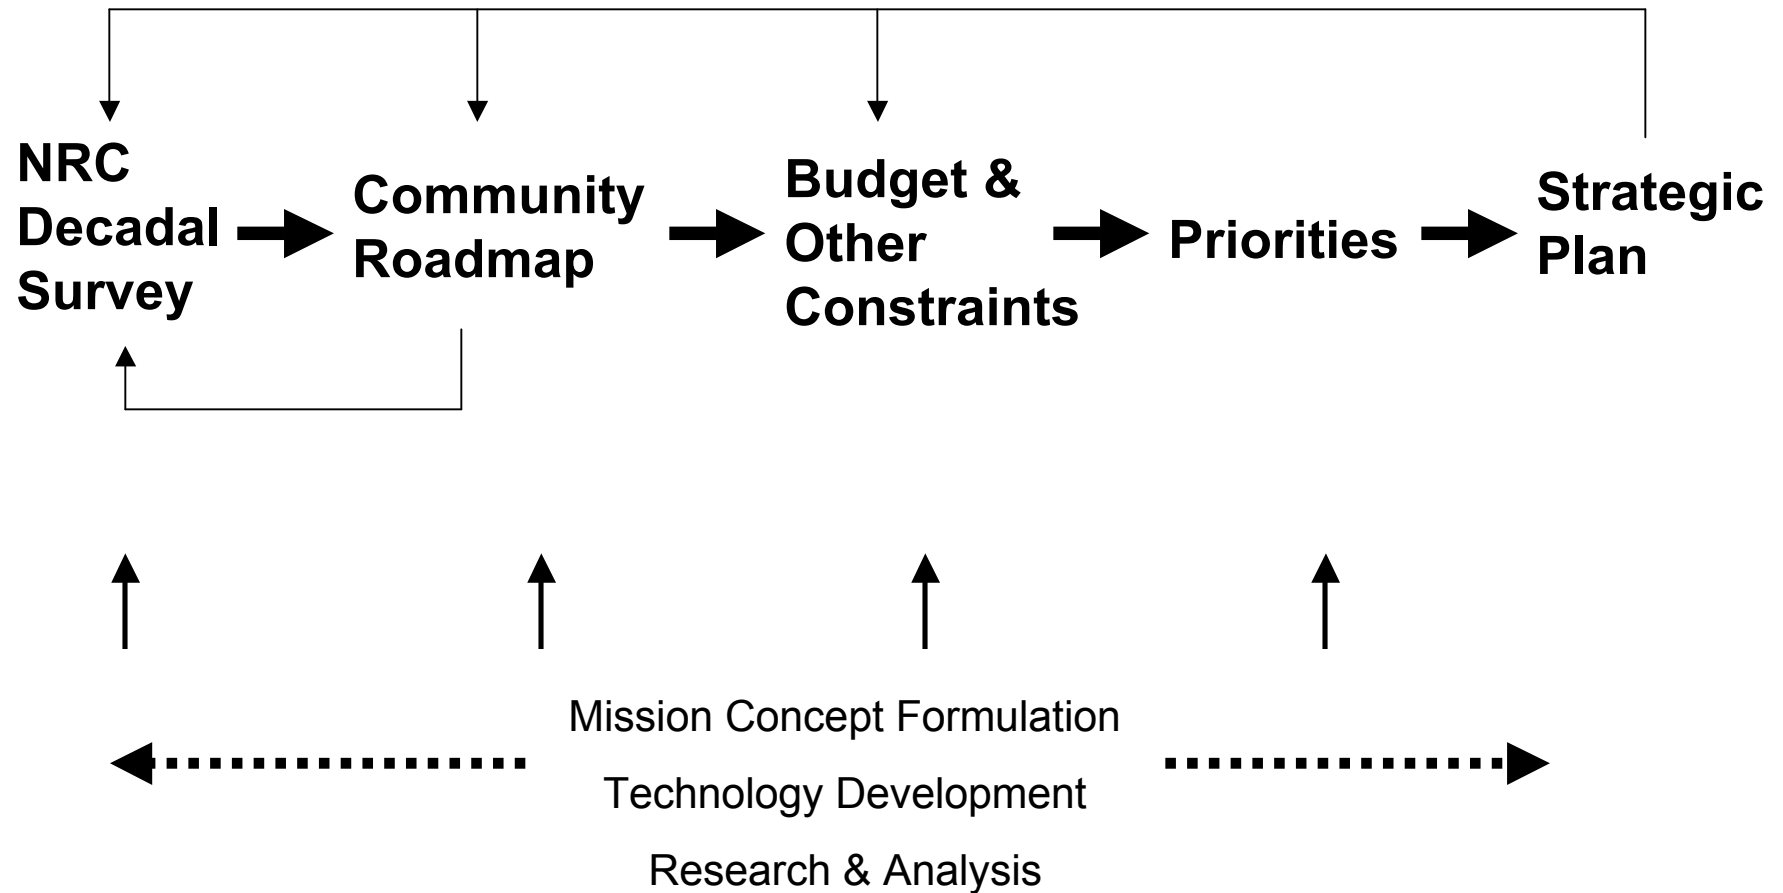 NRC
Decadal
Survey
Community
Roadmap
Budget &
Other
Constraints
Priorities
Strategic
Plan
Mission Concept Formulation
Technology Development
Research & Analysis